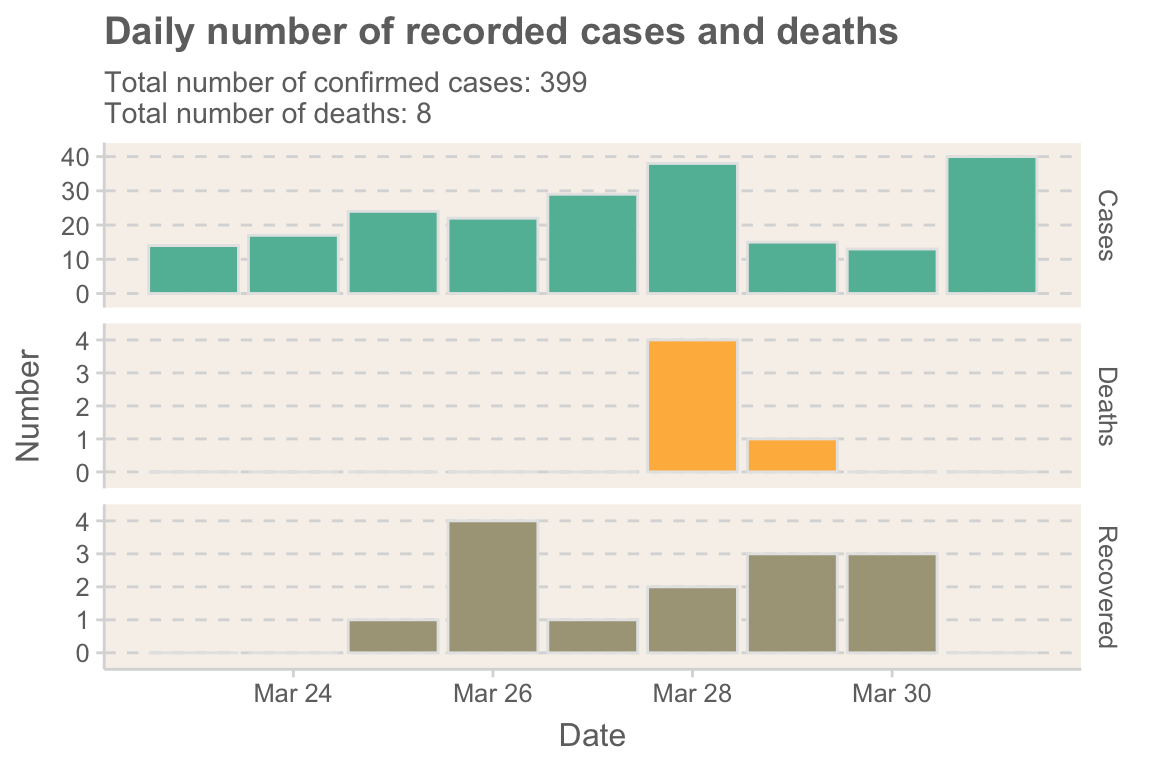 Daily number of recorded cases and deaths
Total number of confirmed cases: 399
Total number of deaths: 8
40
30
20
10
0
Cases
4
3
2
1
0
Deaths
Number
4
3
2
1
0
Recovered
Mar 24 Mar 26 Mar 28 Mar 30
Date